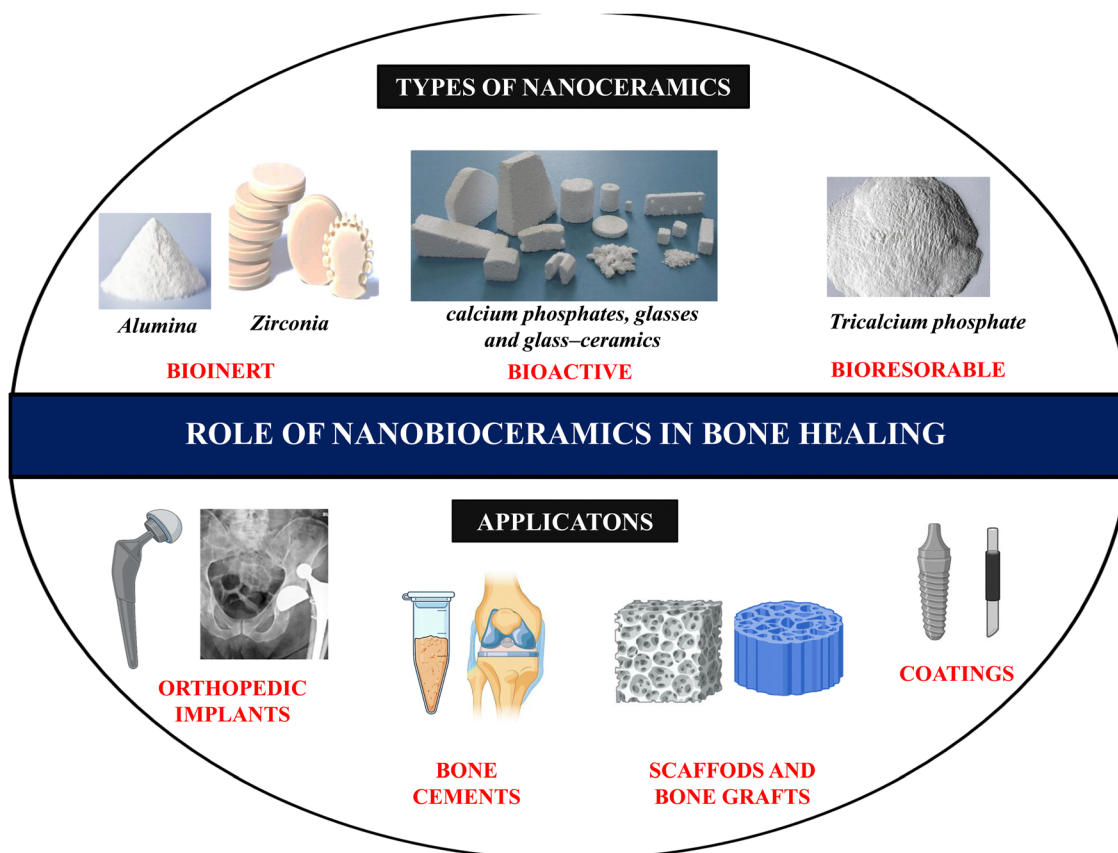 TYPES OF NANOCERAMICS
Alumina
Zirconia
BIOINERT
calcium phosphates, glasses
and glass–ceramics
BIOACTIVE
Tricalcium phosphate
BIORESORABLE
ROLE OF NANOBIOCERAMICS IN BONE HEALING
APPLICATONS
ORTHOPEDIC
IMPLANTS
BONE
CEMENTS
SCAFFODS AND
BONE GRAFTS
COATINGS